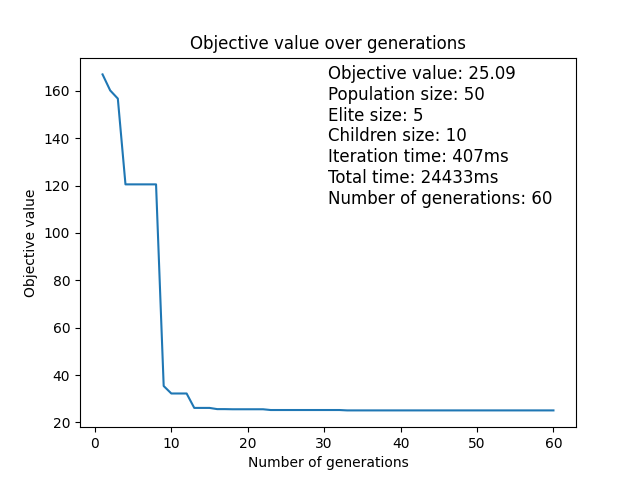 Objective value over generations
Objective value: 25.09
Population size: 50
Elite size: 5
Children size: 10
Iteration time: 407ms
Total time: 24433ms
Number of generations: 60
Objective value
160
140
120
100
80
60
40
20
0 10 20 30 40 50 60
Number of generations